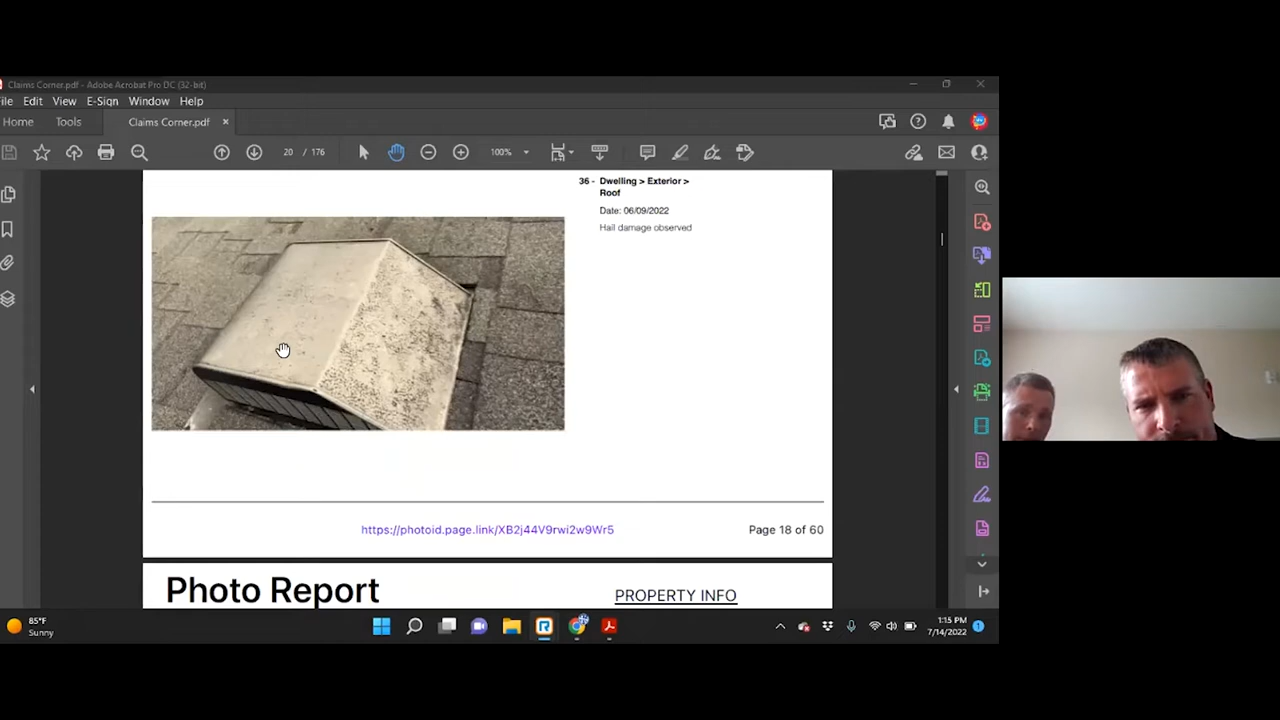 Claims Corner.pdf - Adobe Acrobat Pro DC (32-bit)
ile Edit View E-Sign Window Help
Home Tools Claims Corner.pdf ×
20 / 176 100%
36 - Dwelling > Exterior >
Roof
Date: 06/09/2022
Hail damage observed
https://photoid.page.link/XB2j44V9rwi2w9Wr5 Page 18 of 60
Photo Report PROPERTY INFO
85°F
Sunny
1:15 PM
7/14/2022
1